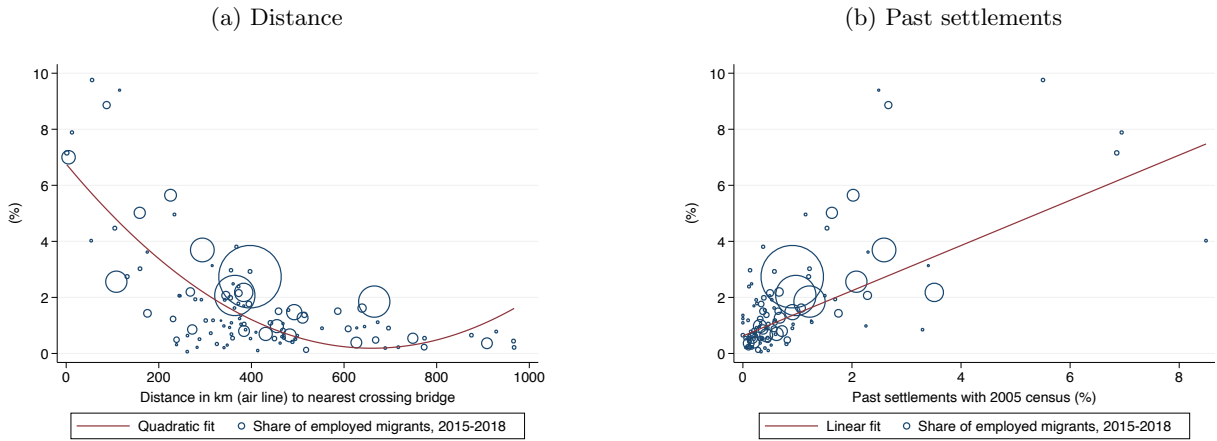 (a) Distance
10
8
6
4
2
0
(%)
0 200 400 600 800 1000
Distance in km (air line) to nearest crossing bridge
Quadratic fit Share of employed migrants, 2015-2018
(b) Past settlements
10
8
6
4
2
0
(%)
0 2 4 6 8
Past settlements with 2005 census (%)
Linear fit Share of employed migrants, 2015-2018